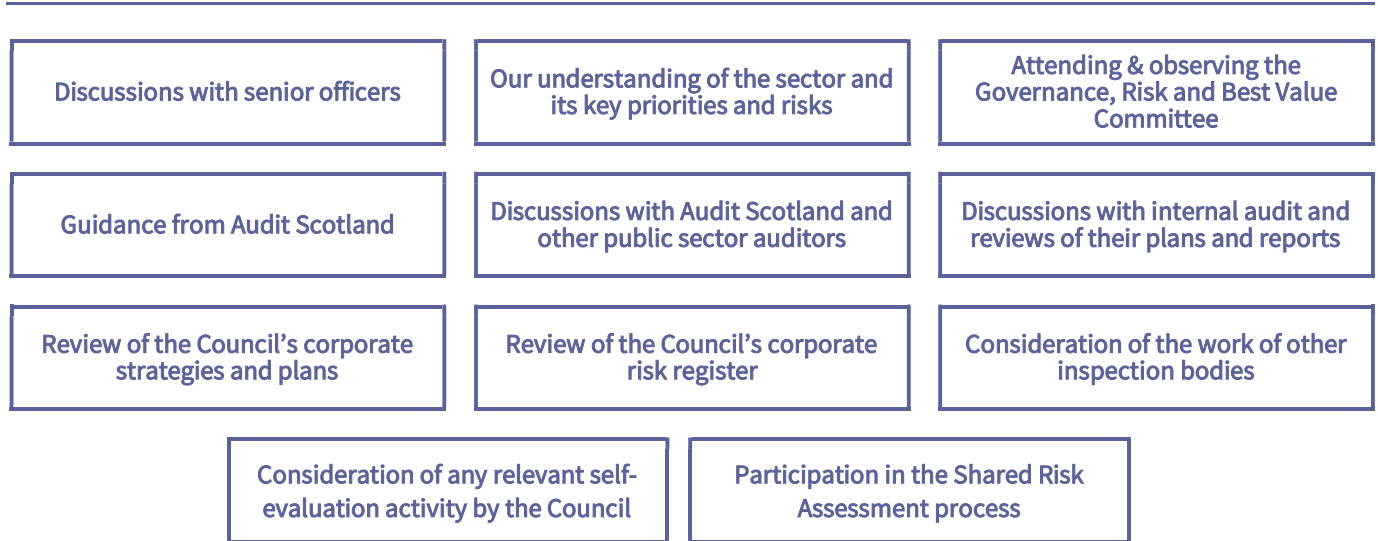 Discussions with senior officers
Our understanding of the sector and
its key priorities and risks
Attending & observing the
Governance, Risk and Best Value
Committee
Guidance from Audit Scotland
Discussions with Audit Scotland and
other public sector auditors
Discussions with internal audit and
reviews of their plans and reports
Review of the Council’s corporate
strategies and plans
Review of the Council’s corporate
risk register
Consideration of the work of other
inspection bodies
Consideration of any relevant self-
evaluation activity by the Council
Participation in the Shared Risk
Assessment process